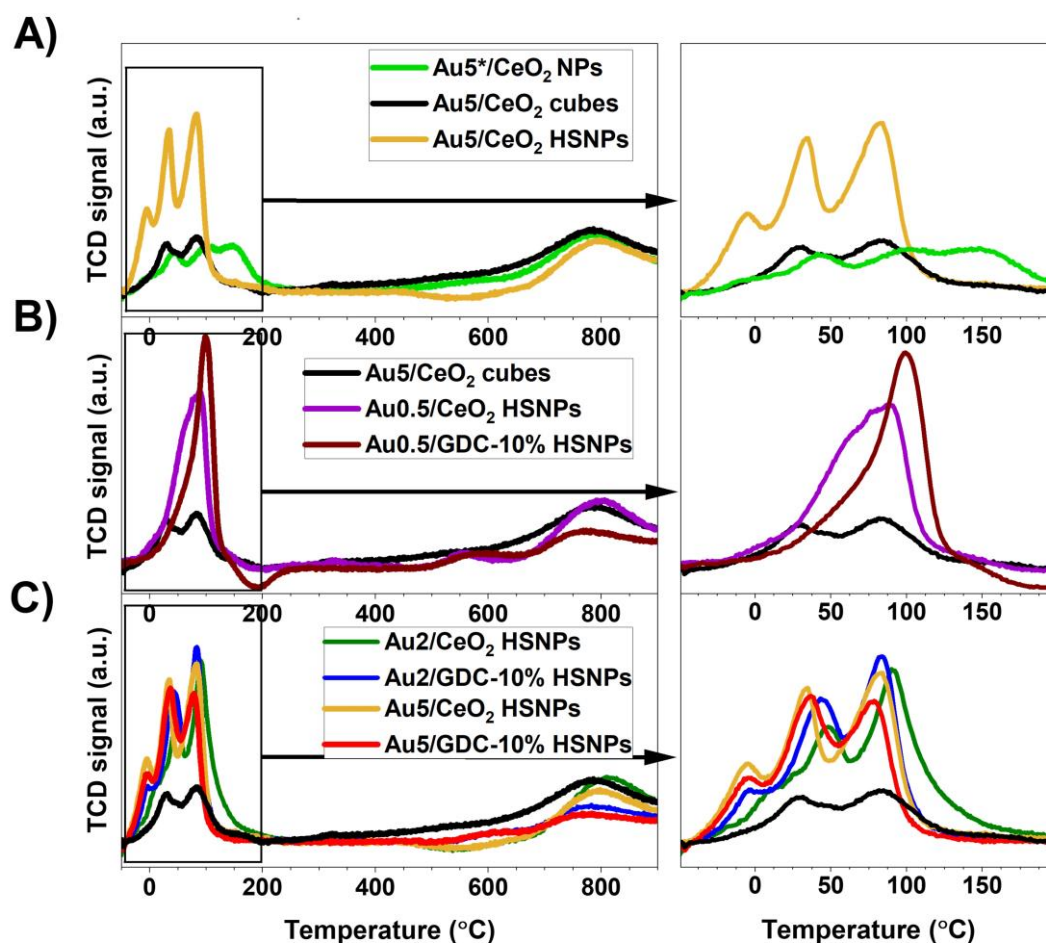 A)
TCD signal (a.u.)
Au5*/CeO₂ NPs
Au5/CeO₂ cubes
Au5/CeO₂ HSNPs
0 200 400 600 800
0 50 100 150
B)
TCD signal (a.u.)
Au5/CeO₂ cubes
Au0.5/CeO₂ HSNPs
Au0.5/GDC-10% HSNPs
0 200 400 600 800
0 50 100 150
C)
TCD signal (a.u.)
Au2/CeO₂ HSNPs
Au2/GDC-10% HSNPs
Au5/CeO₂ HSNPs
Au5/GDC-10% HSNPs
0 200 400 600 800
0 50 100 150
Temperature (°C)
Temperature (°C)